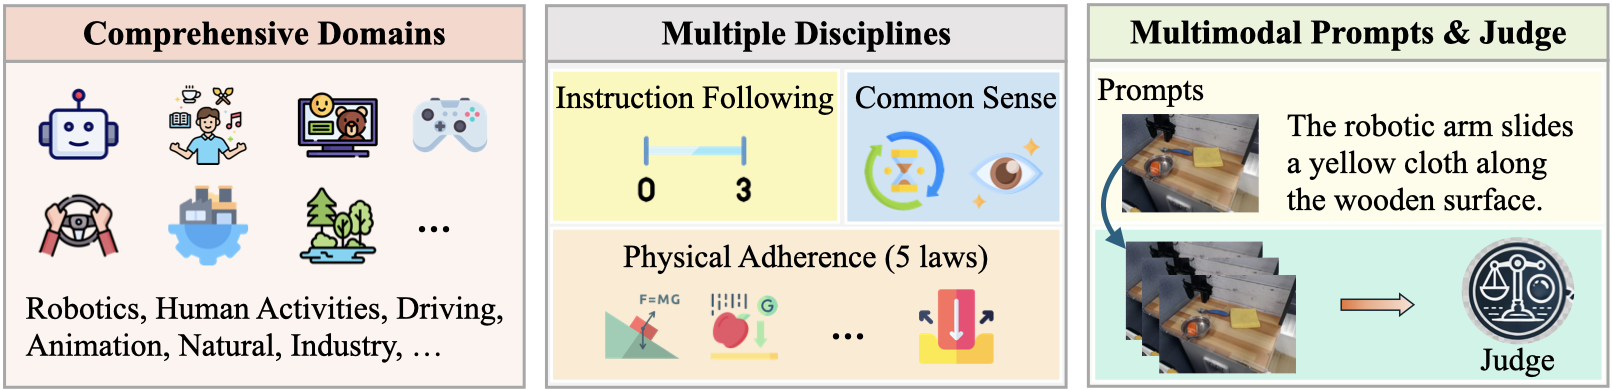 Comprehensive Domains
Robotics, Human Activities, Driving,
Animation, Natural, Industry, ...
Multiple Disciplines
Instruction Following
0 3
Common Sense
Physical Adherence (5 laws)
F=MG
G
...
Multimodal Prompts & Judge
Prompts
The robotic arm slides
a yellow cloth along
the wooden surface.
Judge